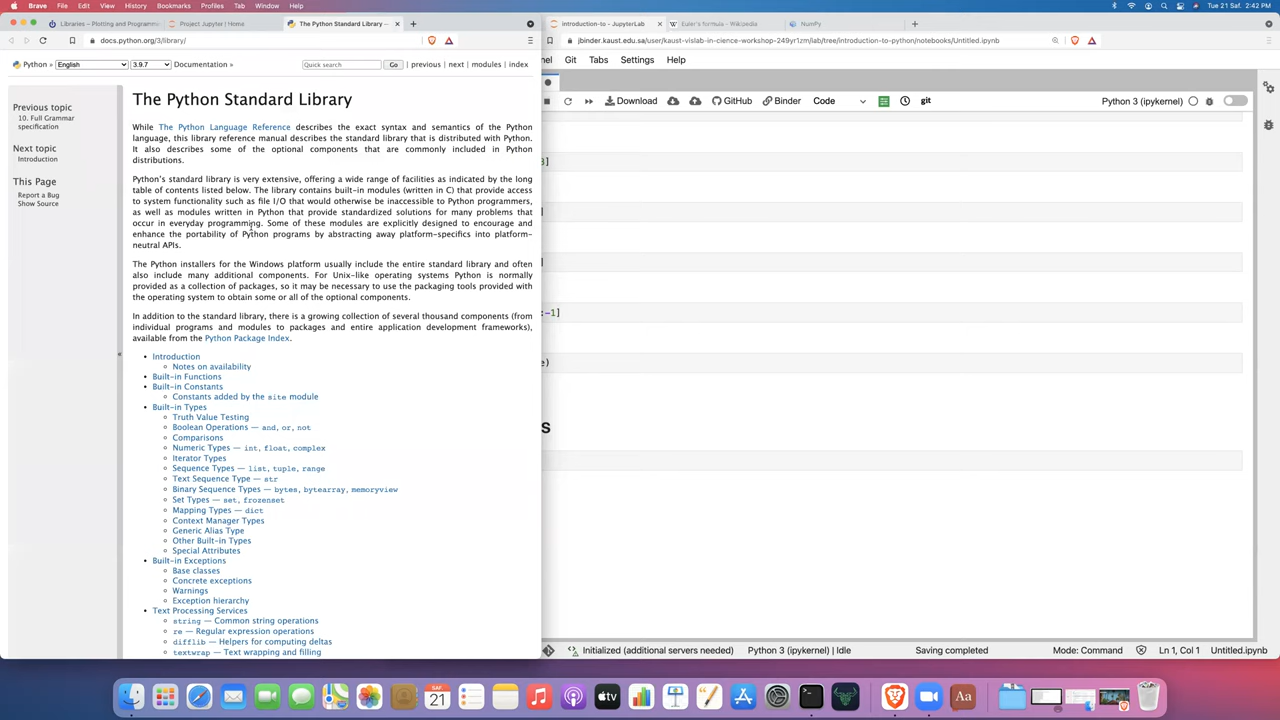 Brave File Edit View History Bookmarks Profiles Tab Window Help
Tue 21 Saf. 2:42 PM
Libraries – Plotting and Programm
Project Jupyter | Home
The Python Standard Library —
docs.python.org/3/library/
Python » English 3.9.7 Documentation »
Quick search Go | previous | next | modules | index
Previous topic
10. Full Grammar
specification
Next topic
Introduction
This Page
Report a Bug
Show Source
The Python Standard Library
While The Python Language Reference describes the exact syntax and semantics of the Python
language, this library reference manual describes the standard library that is distributed with Python.
It also describes some of the optional components that are commonly included in Python
distributions.
Python's standard library is very extensive, offering a wide range of facilities as indicated by the long
table of contents listed below. The library contains built-in modules (written in C) that provide access
to system functionality such as file I/O that would otherwise be inaccessible to Python programmers,
as well as modules written in Python that provide standardized solutions for many problems that
occur in everyday programming. Some of these modules are explicitly designed to encourage and
enhance the portability of Python programs by abstracting away platform-specifics into platform-
neutral APIs.
The Python installers for the Windows platform usually include the entire standard library and often
also include many additional components. For Unix-like operating systems Python is normally
provided as a collection of packages, so it may be necessary to use the packaging tools provided with
the operating system to obtain some or all of the optional components.
In addition to the standard library, there is a growing collection of several thousand components (from
individual programs and modules to packages and entire application development frameworks),
available from the Python Package Index.
• Introduction
Notes on availability
• Built-in Functions
• Built-in Constants
Constants added by the site module
• Built-in Types
Truth Value Testing
Boolean Operations — and, or, not
Comparisons
Numeric Types — int, float, complex
Iterator Types
Sequence Types — list, tuple, range
Text Sequence Type — str
Binary Sequence Types — bytes, bytearray, memoryview
Set Types — set, frozenset
Mapping Types — dict
Context Manager Types
Generic Alias Type
Other Built-in Types
Special Attributes
• Built-in Exceptions
Base classes
Concrete exceptions
Warnings
Exception hierarchy
• Text Processing Services
string — Common string operations
re — Regular expression operations
difflib — Helpers for computing deltas
textwrap — Text wrapping and filling
Introduction-to – JupyterLab
Euler's formula - Wikipedia
NumPy
jbinder.kaust.edu.sa/user/kaust-vislab-in-cience-workshop-249yr1zm/lab/tree/introduction-to-python/notebooks/Untitled.ipynb
nel Git Tabs Settings Help
Download GitHub Binder Code git Python 3 (ipykernel)
3]
]
]
:-1]
e)
s
Initialized (additional servers needed) Python 3 (ipykernel) | Idle Saving completed Mode: Command Ln 1, Col 1 Untitled.ipynb
SAF
21
tv
Aa